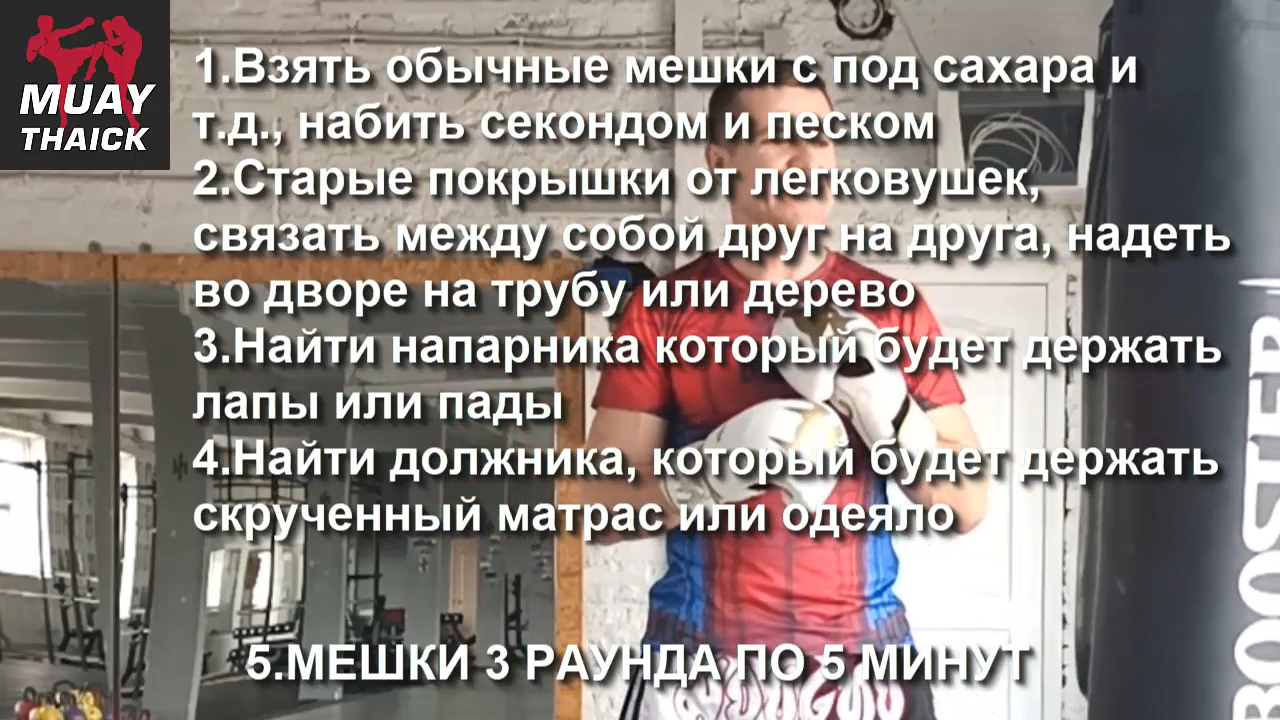 MUAY
THAICK
1.Взять обычные мешки с под сахара и
т.д., набить секондом и песком
2.Старые покрышки от легковушек,
связать между собой друг на друга, надеть
во дворе на трубу или дерево
3.Найти напарника который будет держать
лапы или пады
4.Найти должника, который будет держать
скрученный матрас или одеяло
5.МЕШКИ 3 РАУНДА ПО 5 МИНУТ
BOOSTER